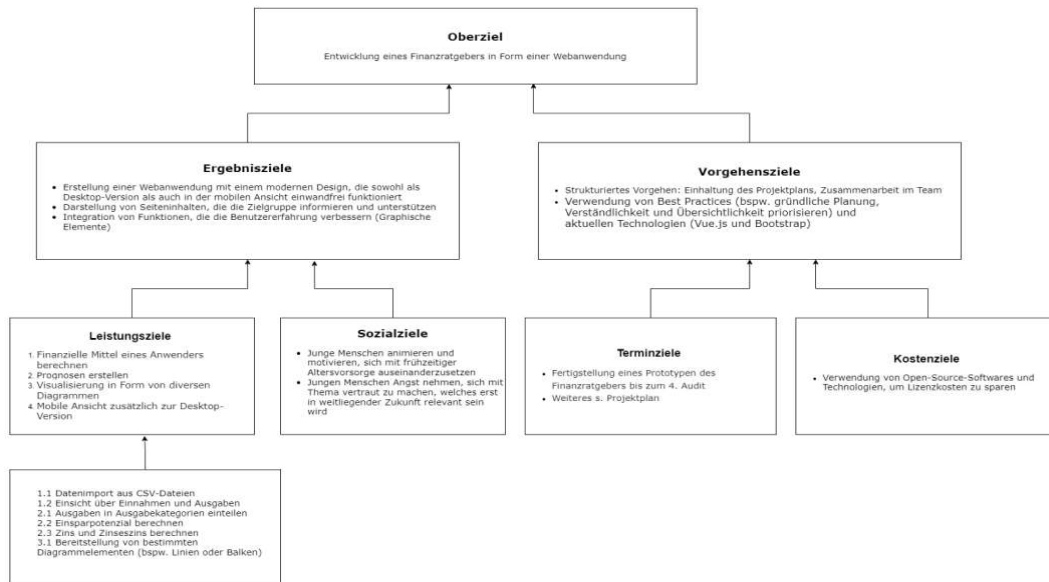 Oberziel
Entwicklung eines Finanzratgebers in Form einer Webanwendung
Ergebnisziele
• Erstellung einer Webanwendung mit einem modernen Design, die sowohl als
Desktop-Version als auch in der mobilen Ansicht einwandfrei funktioniert
• Darstellung von Seiteninhalten, die die Zielgruppe informieren und unterstützen
• Integration von Funktionen, die die Benutzererfahrung verbessern (Graphische
Elemente)
Vorgehensziele
• Strukturiertes Vorgehen: Einhaltung des Projektplans, Zusammenarbeit im Team
• Verwendung von Best Practices (bspw. gründliche Planung,
Verständlichkeit und Übersichtlichkeit priorisieren) und
aktuellen Technologien (Vue.js und Bootstrap)
Leistungsziele
1. Finanzielle Mittel eines Anwenders
berechnen
2. Prognosen erstellen
3. Visualisierung in Form von diversen
Diagrammen
4. Mobile Ansicht zusätzlich zur Desktop-
Version
Sozialziele
• Junge Menschen animieren und
motivieren, sich mit frühzeitiger
Altersvorsorge auseinanderzusetzen
• Jungen Menschen Angst nehmen, sich mit
Thema vertraut zu machen, welches erst
in weitliegender Zukunft relevant sein
wird
Terminziele
• Fertigstellung eines Prototypen des
Finanzratgebers bis zum 4. Audit
• Weiteres s. Projektplan
Kostenziele
• Verwendung von Open-Source-Softwares und
Technologien, um Lizenzkosten zu sparen
1.1 Datenimport aus CSV-Dateien
1.2 Einsicht über Einnahmen und Ausgaben
2.1 Ausgaben in Ausgabekategorien einteilen
2.2 Einsparpotenzial berechnen
2.3 Zins und Zinseszins berechnen
3.1 Bereitstellung von bestimmten
Diagrammelementen (bspw. Linien oder Balken)